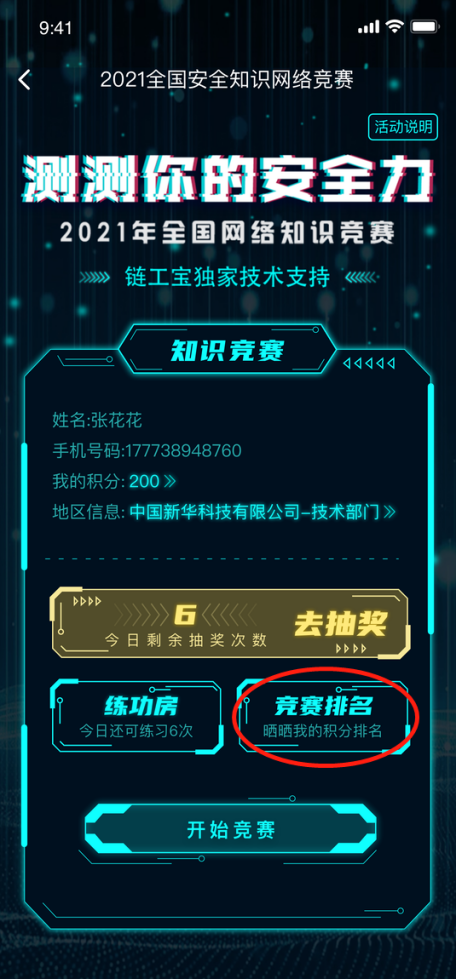 9:41
2021全国安全知识网络竞赛
活动说明
测测你的安全力
2021年全国网络知识竞赛
链工宝独家技术支持
知识竞赛
姓名:张花花
手机号码:177738948760
我的积分: 200
地区信息: 中国新华科技有限公司-技术部门
6
今日剩余抽奖次数
去抽奖
练功房
今日还可练习6次
竞赛排名
晒晒我的积分排名
开始竞赛